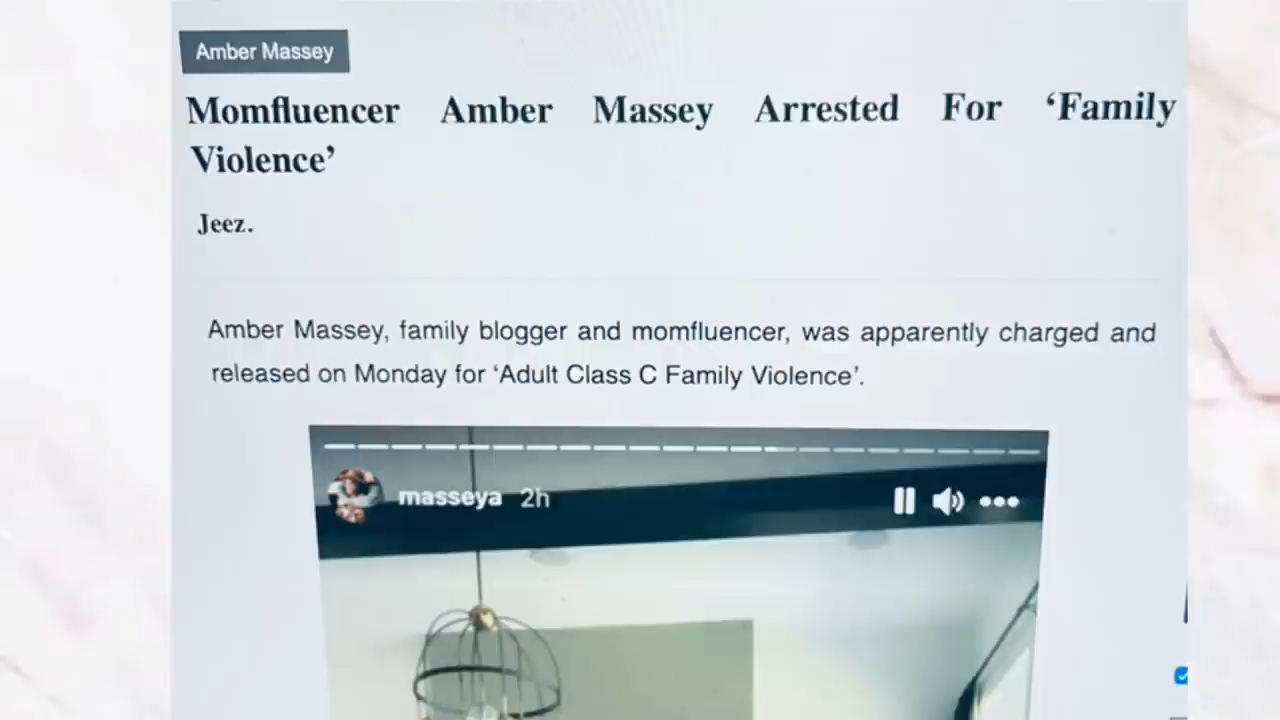 Amber Massey
Momfluencer Amber Massey Arrested For ‘Family
Violence’
Jeez.
Amber Massey, family blogger and momfluencer, was apparently charged and
released on Monday for ‘Adult Class C Family Violence’.
masseya 2h